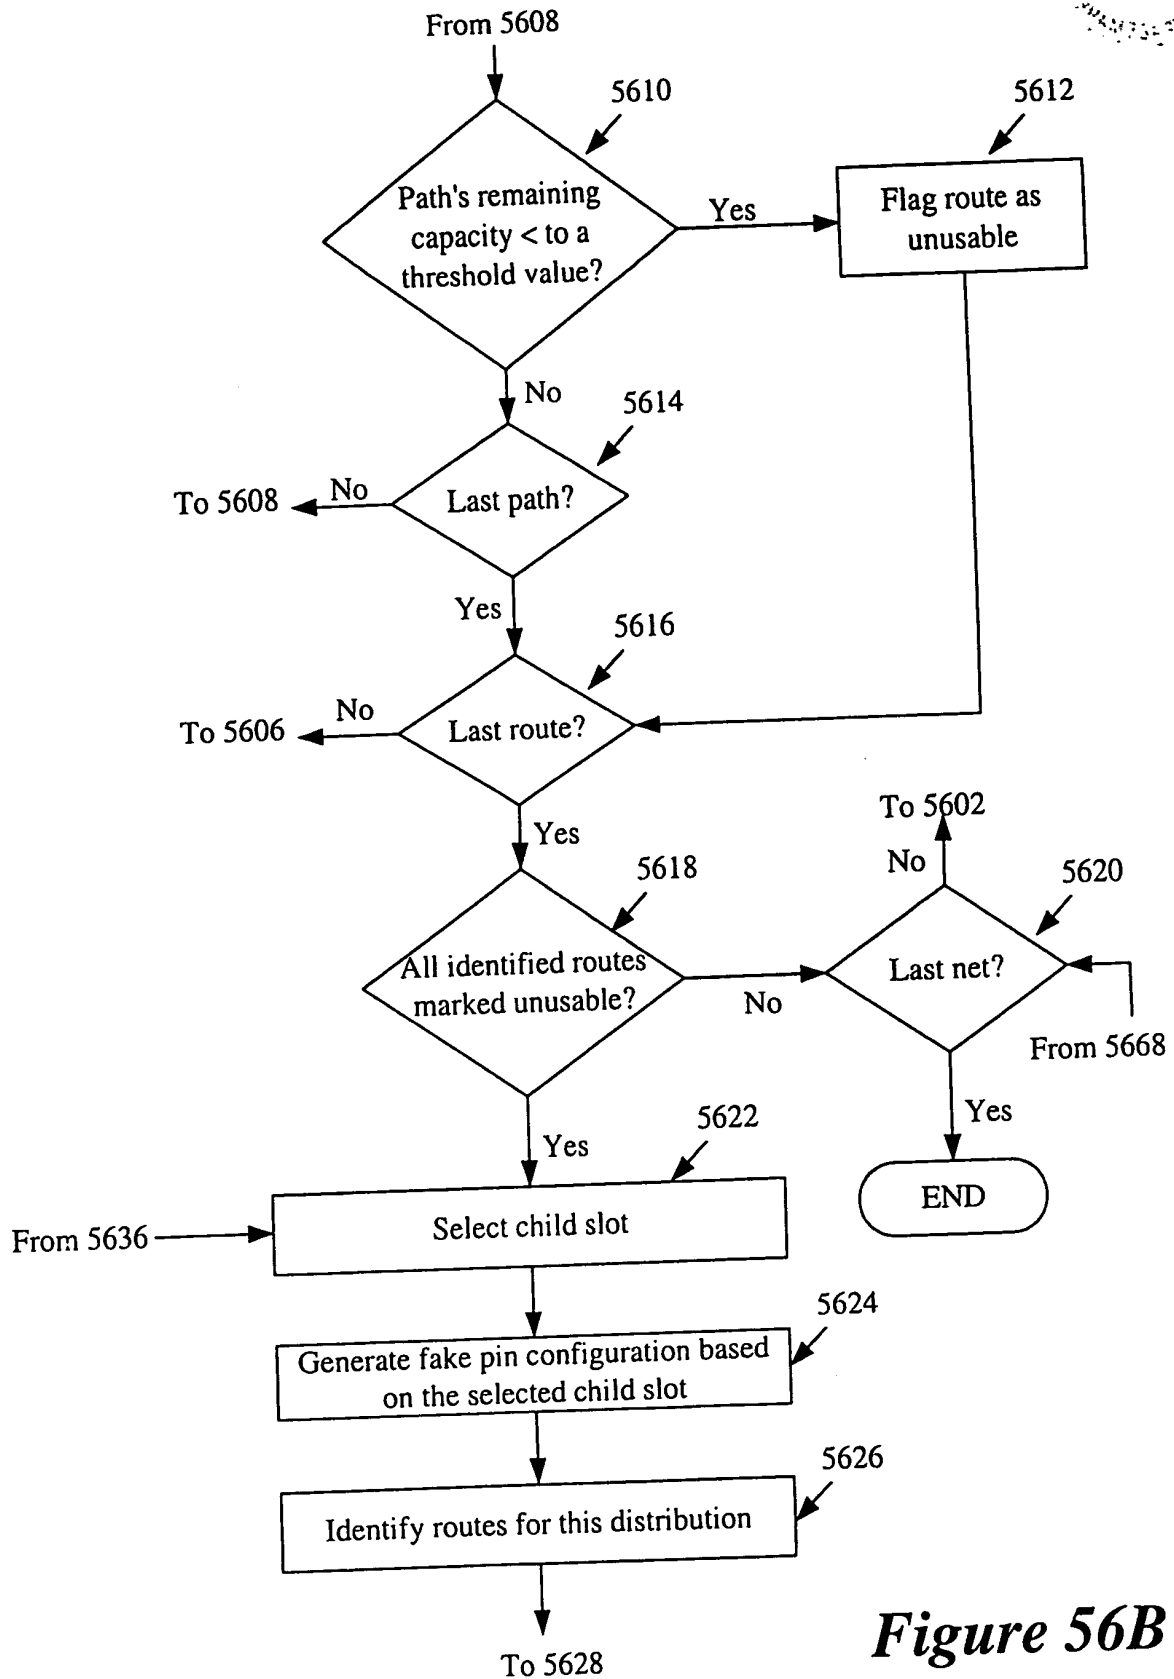 From 5608
5610
5612
Path's remaining
capacity < to a
threshold value?
Yes
Flag route as
unusable
No
5614
To 5608
No
Last path?
Yes
5616
To 5606
No
Last route?
Yes
To 5602
No
5618
5620
All identified routes
marked unusable?
No
Last net?
From 5668
Yes
Yes
5622
END
From 5636
Select child slot
5624
Generate fake pin configuration based
on the selected child slot
5626
Identify routes for this distribution
To 5628
Figure 56B